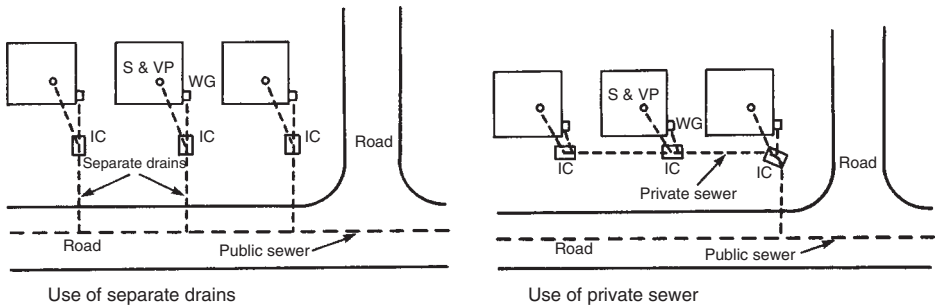 S & VP
WG
IC
IC
IC
Road
Separate drains
Road
Public sewer
Use of separate drains
S & VP
WG
IC
IC
IC
Road
Private sewer
Road
Public sewer
Use of private sewer